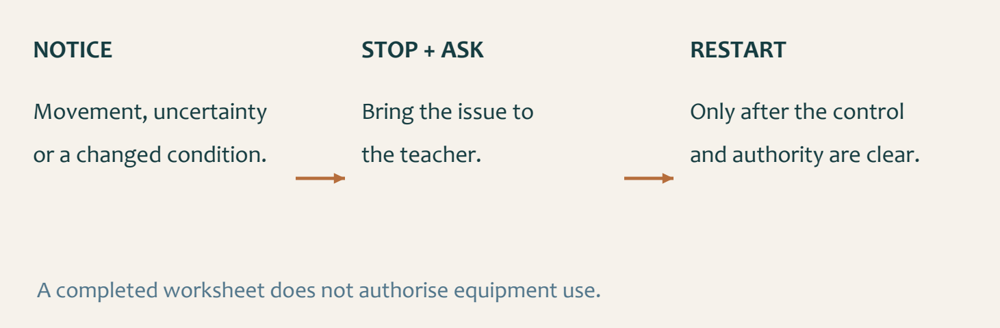 NOTICE
Movement, uncertainty
or a changed condition.
STOP + ASK
Bring the issue to
the teacher.
RESTART
Only after the control
and authority are clear.
A completed worksheet does not authorise equipment use.